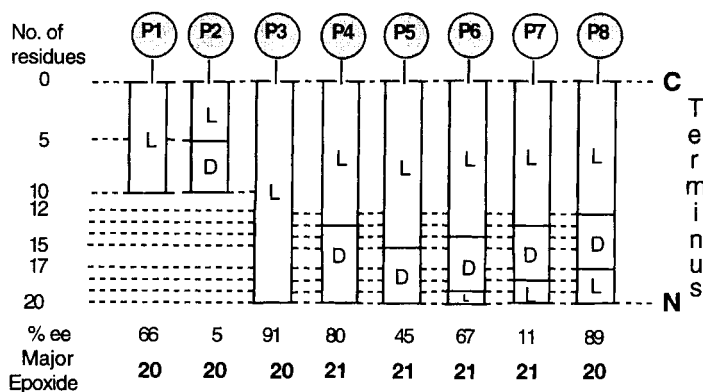 No. of residues P1 P2 P3 P4 P5 P6 P7 P8
0 C
L L L L L L L L
5
D
10
12
15
17
D D D D D
L L L
20 N
Terminus
% ee 66 5 91 80 45 67 11 89
Major Epoxide 20 20 20 21 21 21 21 20